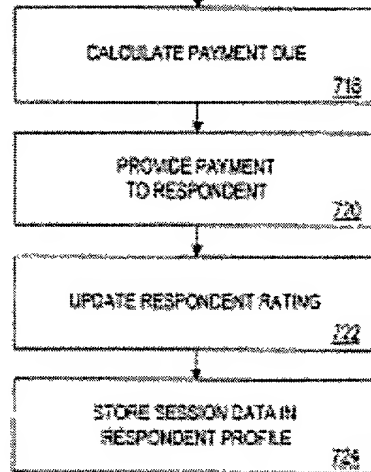 CALCULATE PAYMENT DUE
718
PROVIDE PAYMENT
TO RESPONDENT
720
UPDATE RESPONDENT RATING
722
STORE SESSION DATA IN
RESPONDENT PROFILE
724